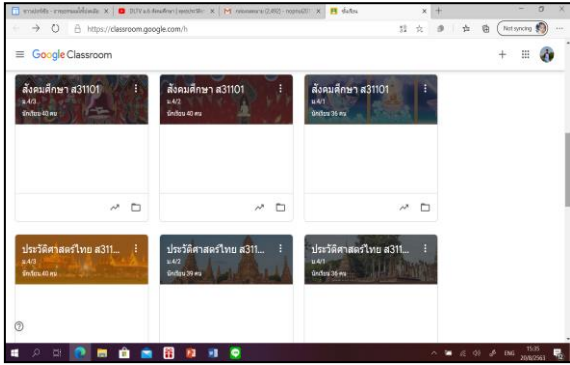 https://classroom.google.com/h
Not syncing
Google Classroom
สังคมศึกษา ส31101
ม.4/3
นักเรียน 40 คน
สังคมศึกษา ส31101
ม.4/2
นักเรียน 40 คน
สังคมศึกษา ส31101
ม.4/1
นักเรียน 36 คน
ประวัติศาสตร์ไทย ส311...
ม.4/3
นักเรียน 40 คน
ประวัติศาสตร์ไทย ส311...
ม.4/2
นักเรียน 39 คน
ประวัติศาสตร์ไทย ส311...
ม.4/1
นักเรียน 36 คน
ENG
15:35
20/8/2563